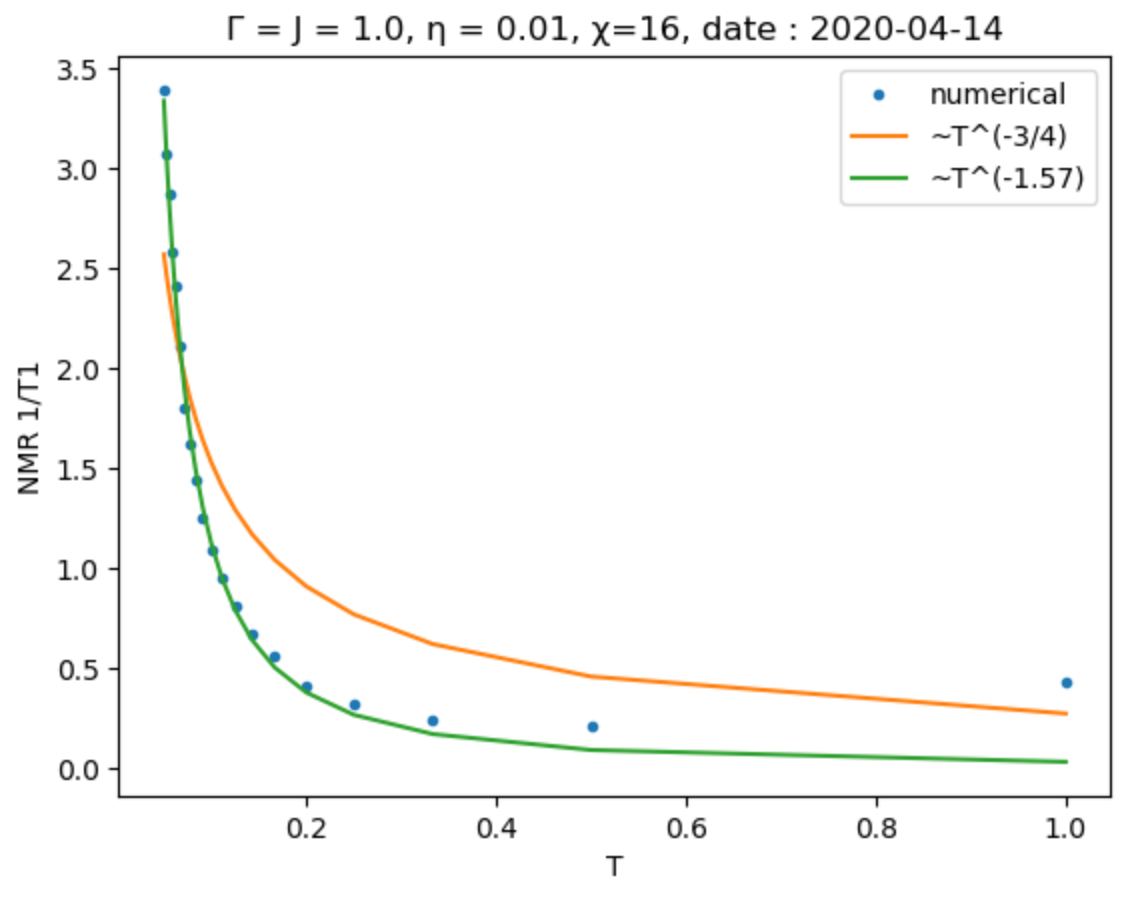 Γ = J = 1.0, η = 0.01, χ=16, date : 2020-04-14
3.5
3.0
2.5
2.0
1.5
1.0
0.5
0.0
NMR 1/T1
numerical
~T^(-3/4)
~T^(-1.57)
0.2 0.4 0.6 0.8 1.0
T